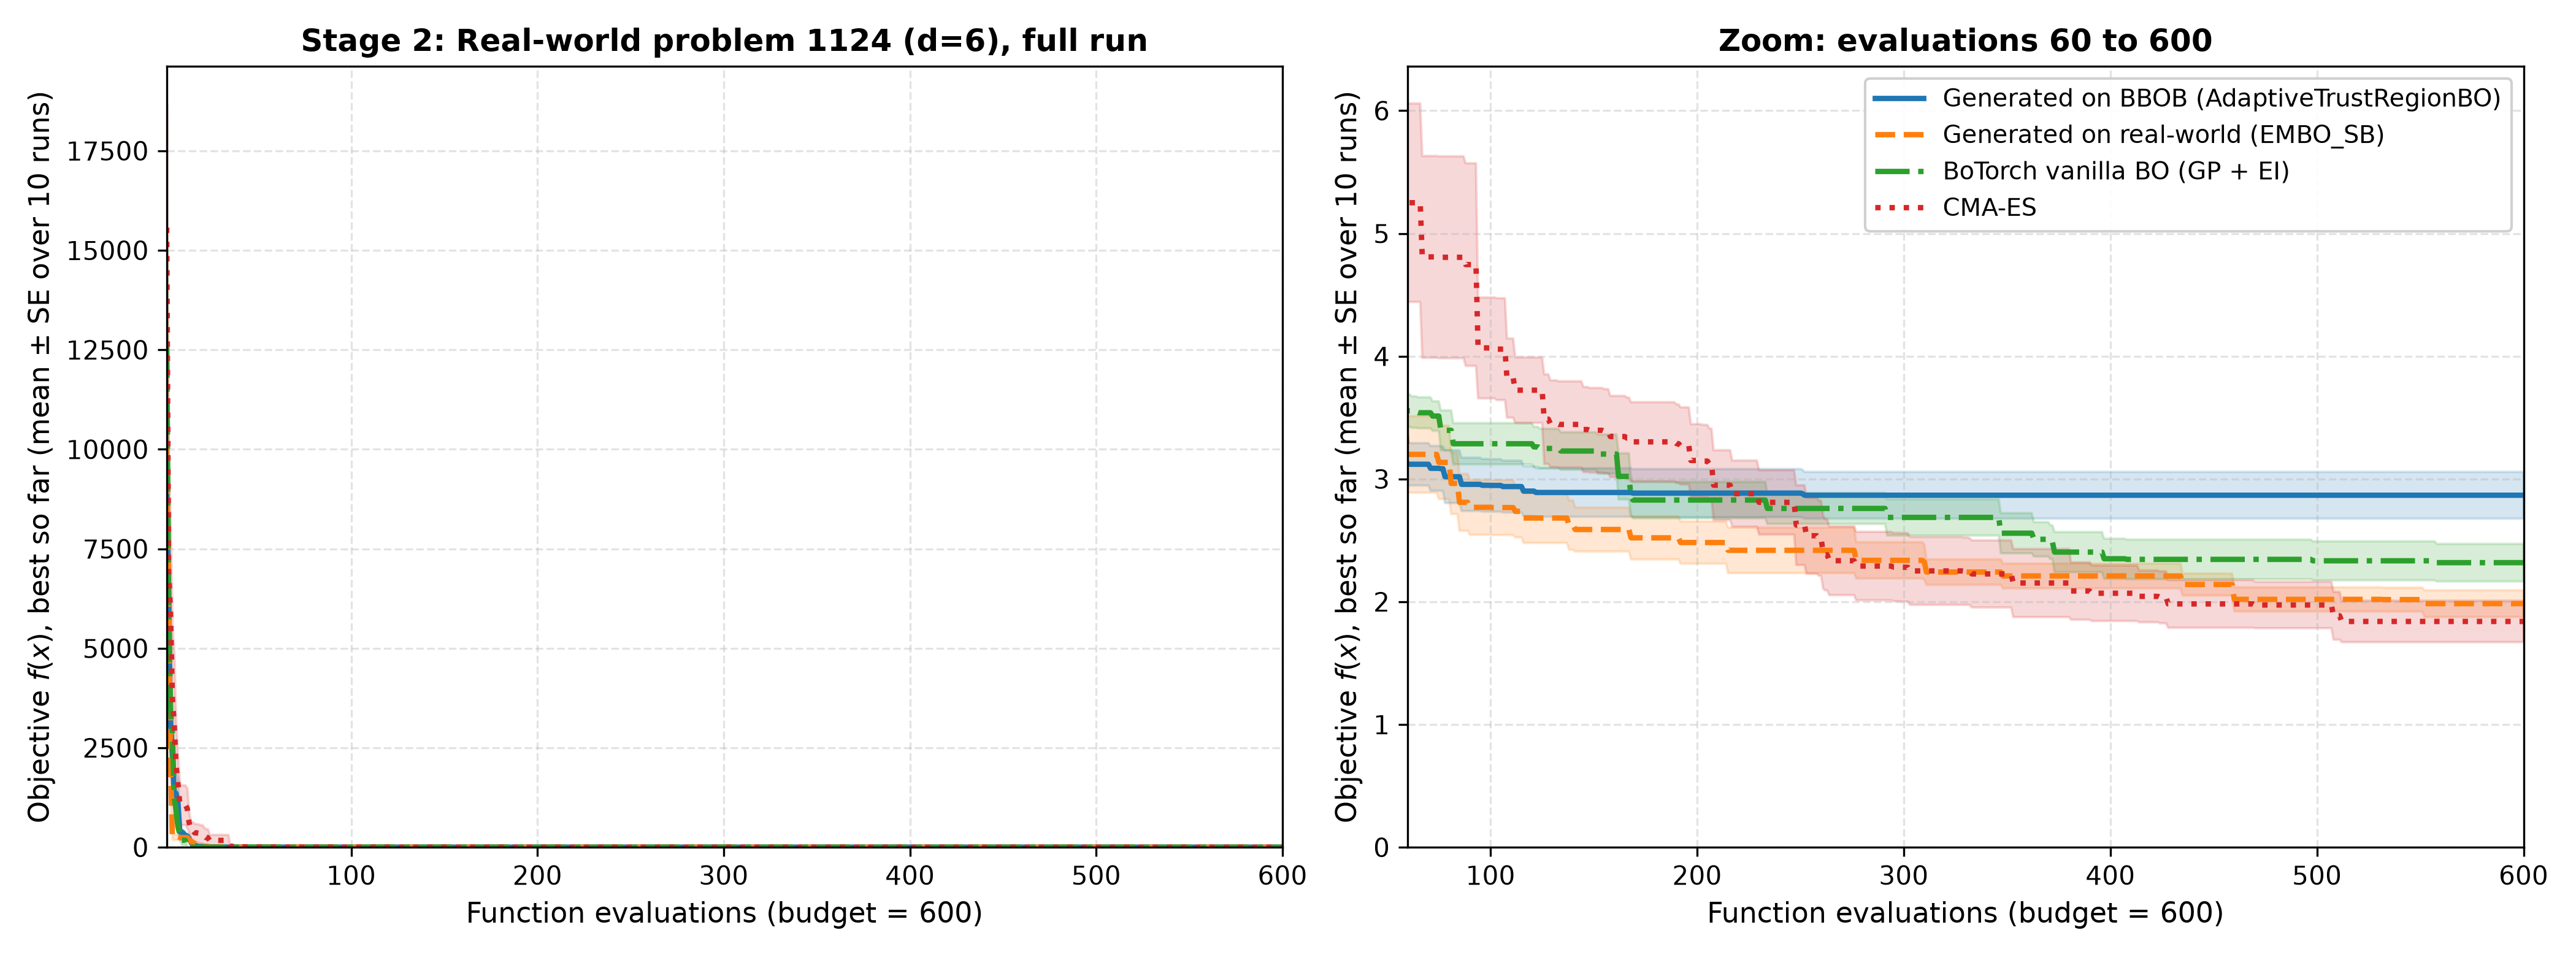 Stage 2: Real-world problem 1124 (d=6), full run
Objective f(x), best so far (mean ± SE over 10 runs)
17500
15000
12500
10000
7500
5000
2500
0
100 200 300 400 500 600
Function evaluations (budget = 600)
Zoom: evaluations 60 to 600
Objective f(x), best so far (mean ± SE over 10 runs)
6
5
4
3
2
1
0
100 200 300 400 500 600
Function evaluations (budget = 600)
Generated on BBOB (AdaptiveTrustRegionBO)
Generated on real-world (EMBO_SB)
BoTorch vanilla BO (GP + EI)
CMA-ES